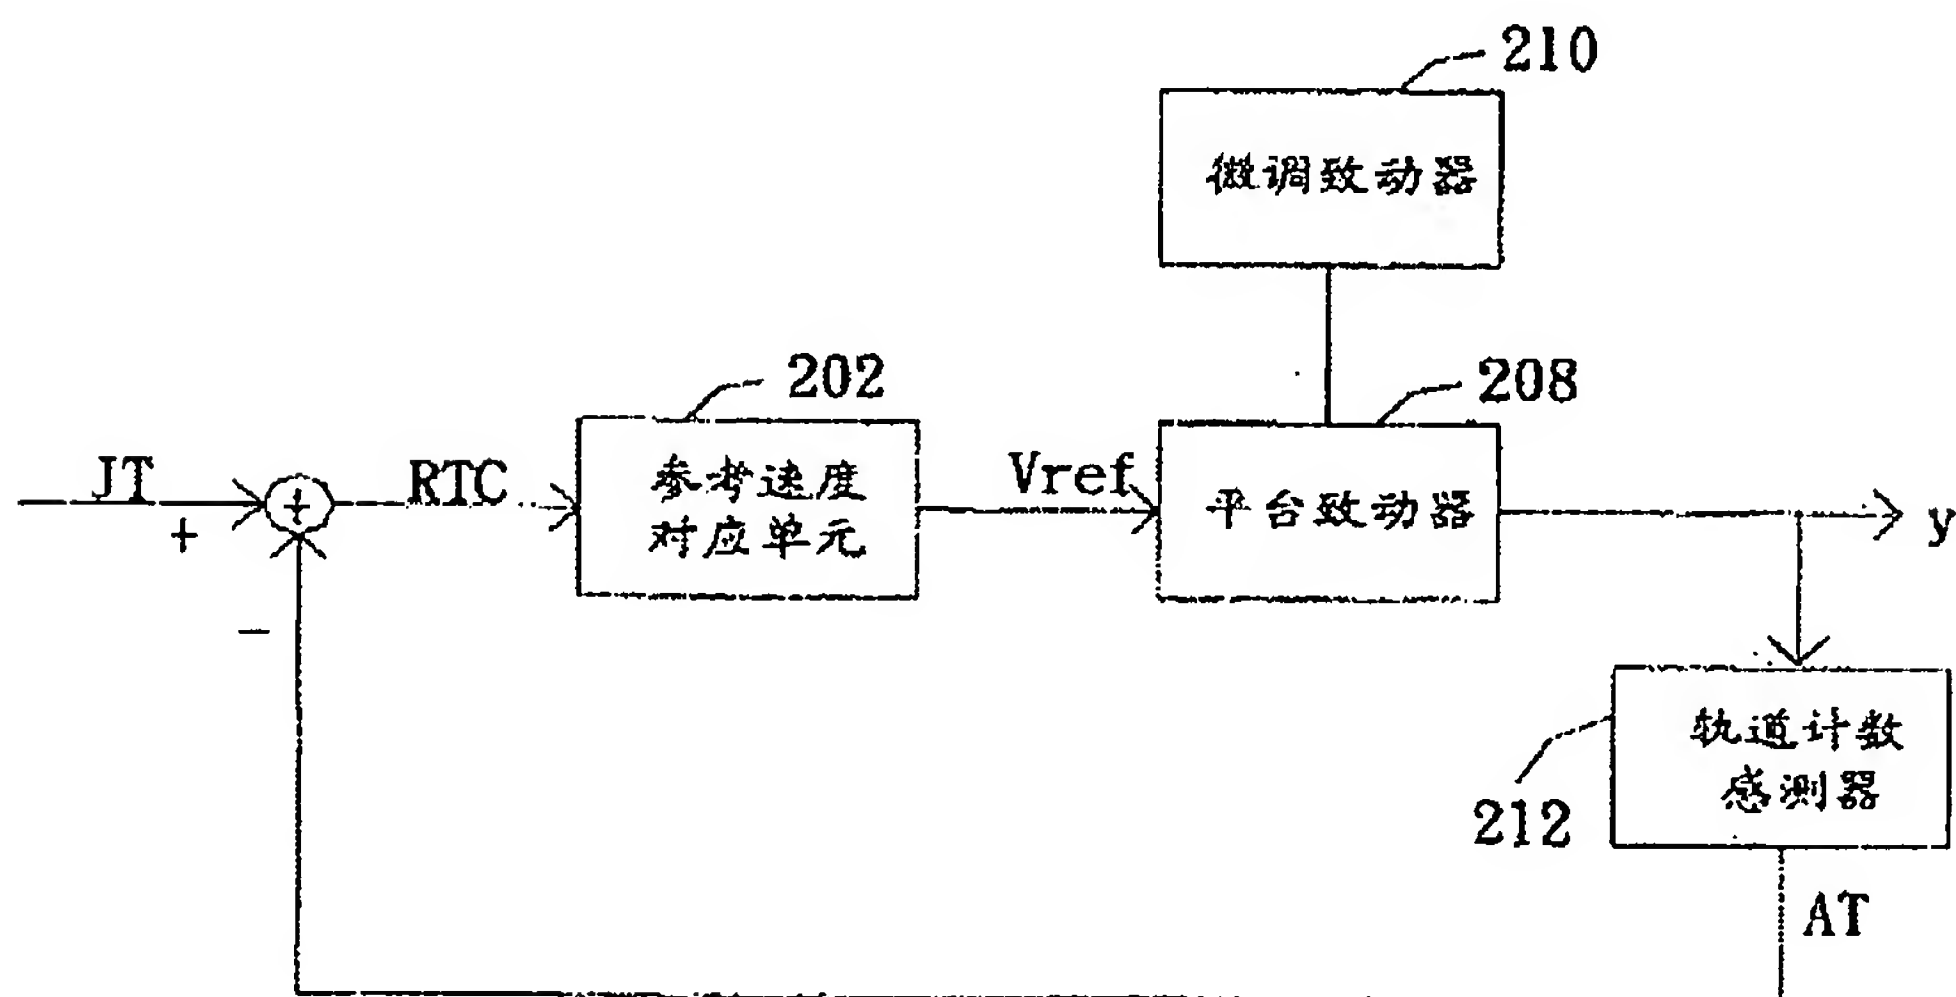 210
微调致动器
202
208
JT
RTC
参考速度
对应单元
Vref
平台致动器
y
+
+
−
轨道计数
感测器
212
AT